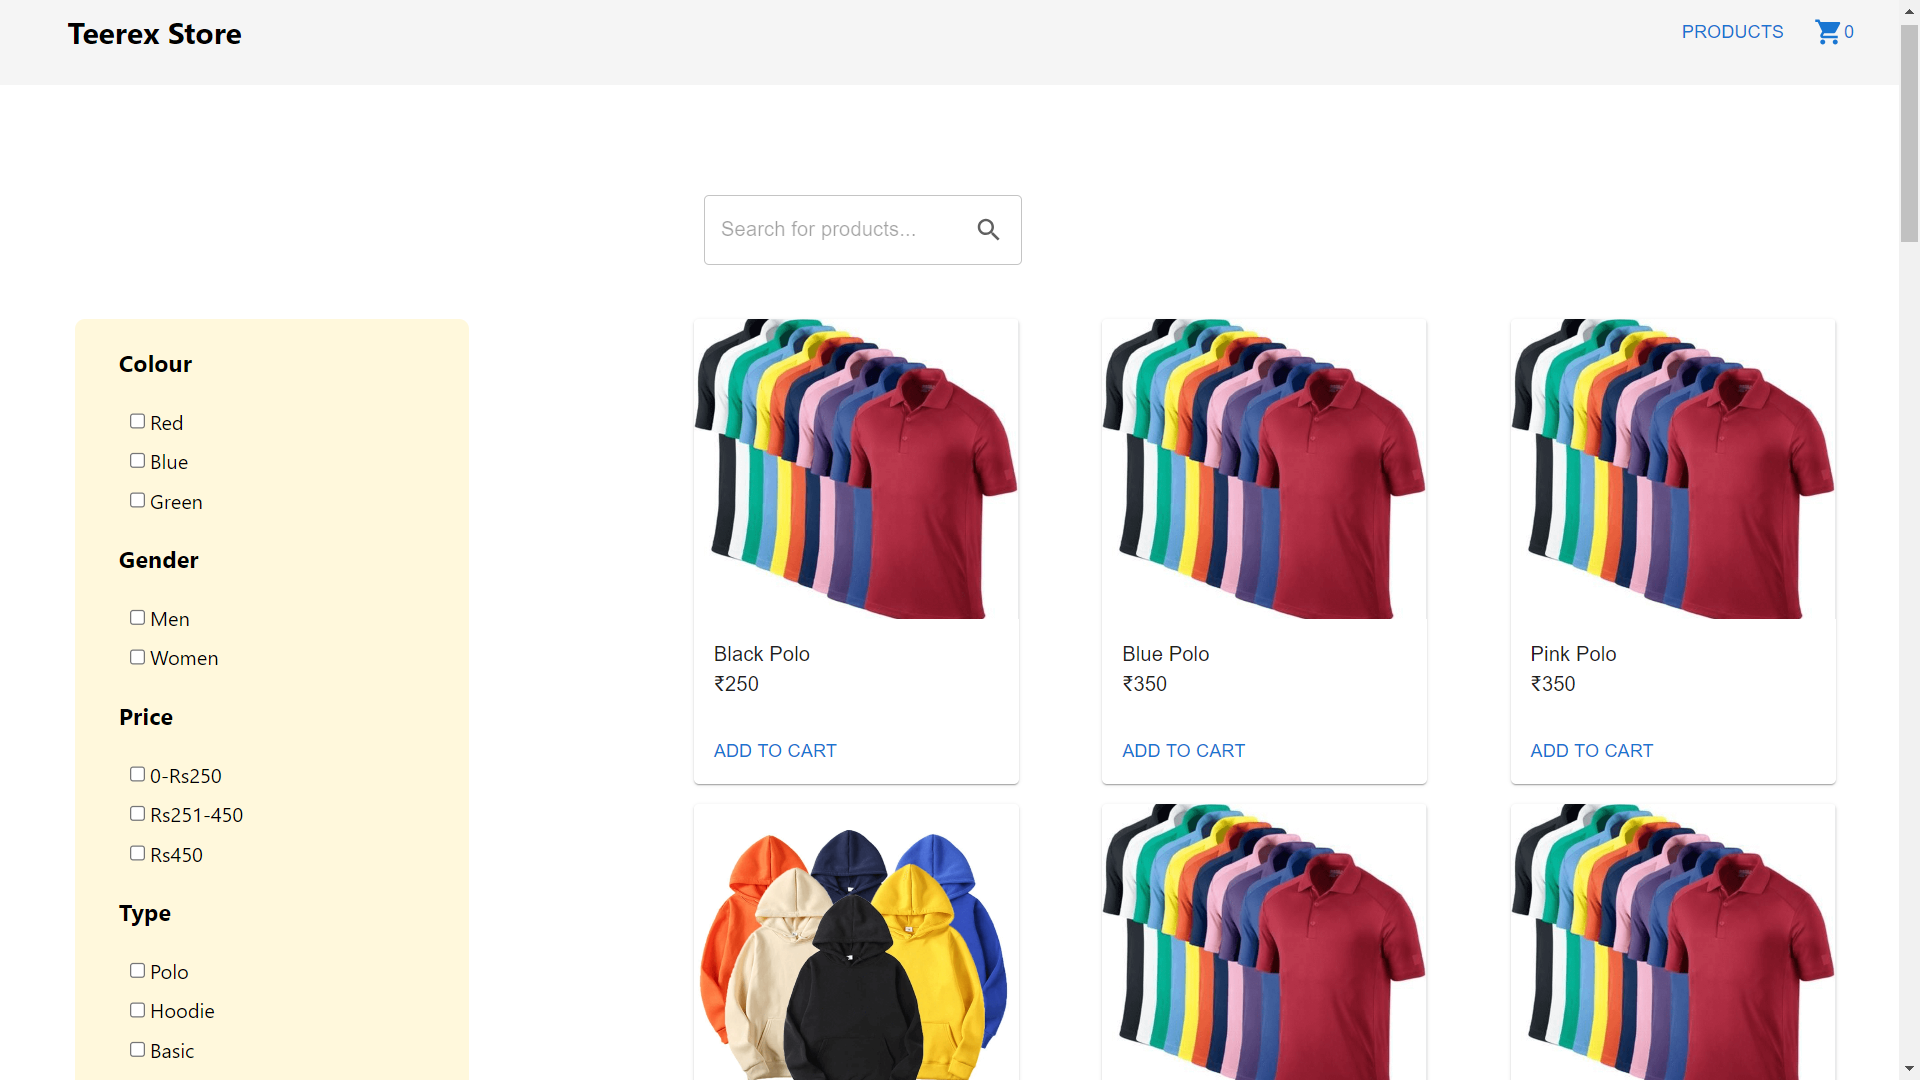 Teerex Store
PRODUCTS
0
Search for products...
Colour
Red
Blue
Green
Gender
Men
Women
Price
0-Rs250
Rs251-450
Rs450
Type
Polo
Hoodie
Basic
Black Polo
₹250
ADD TO CART
Blue Polo
₹350
ADD TO CART
Pink Polo
₹350
ADD TO CART